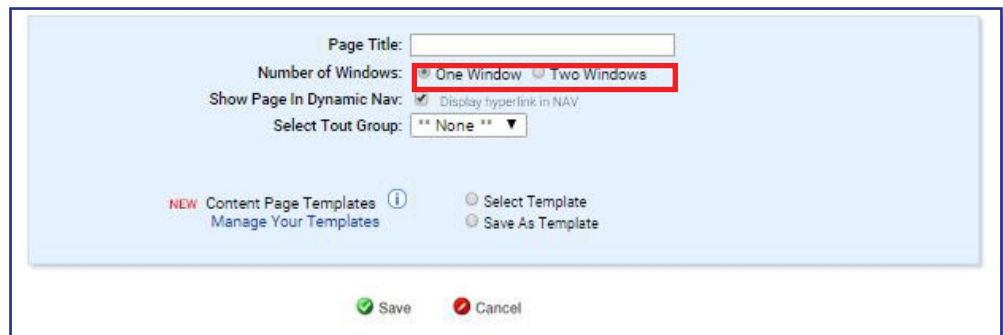 Page Title:
Number of Windows: One Window Two Windows
Show Page In Dynamic Nav: Display hyperlink in NAV
Select Tout Group: ** None **
NEW Content Page Templates i Select Template
Manage Your Templates Save As Template
Save Cancel